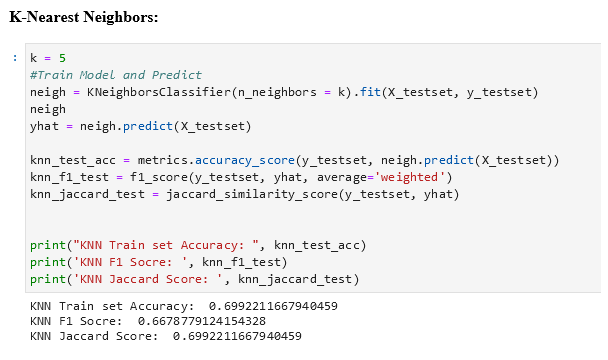 K-Nearest Neighbors:
: k = 5
#Train Model and Predict
neigh = KNeighborsClassifier(n_neighbors = k).fit(X_testset, y_testset)
neigh
yhat = neigh.predict(X_testset)
knn_test_acc = metrics.accuracy_score(y_testset, neigh.predict(X_testset))
knn_f1_test = f1_score(y_testset, yhat, average='weighted')
knn_jaccard_test = jaccard_similarity_score(y_testset, yhat)
print("KNN Train set Accuracy: ", knn_test_acc)
print('KNN F1 Socre: ', knn_f1_test)
print('KNN Jaccard Score: ', knn_jaccard_test)
KNN Train set Accuracy:  0.6992211667940459
KNN F1 Socre:  0.6678779124154328
KNN Jaccard Score:  0.6992211667940459